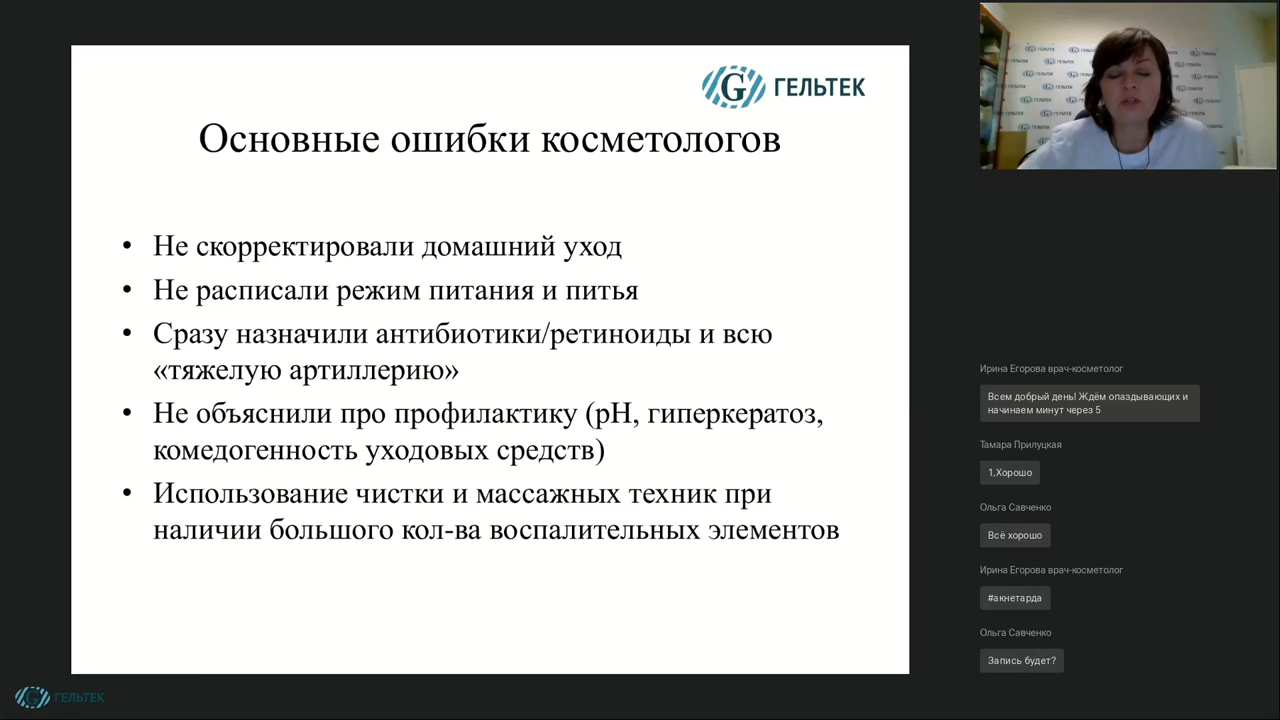 ГЕЛЬТЕК
Основные ошибки косметологов
• Не скорректировали домашний уход
• Не расписали режим питания и питья
• Сразу назначили антибиотики/ретиноиды и всю
«тяжелую артиллерию»
• Не объяснили про профилактику (pH, гиперкератоз,
комедогенность уходовых средств)
• Использование чистки и массажных техник при
наличии большого кол-ва воспалительных элементов
ГЕЛЬТЕК
Ирина Егорова врач-косметолог
Всем добрый день! Ждём опаздывающих и
начинаем минут через 5
Тамара Прилуцкая
1,Хорошо
Ольга Савченко
Всё хорошо
Ирина Егорова врач-косметолог
#акнетарда
Ольга Савченко
Запись будет?